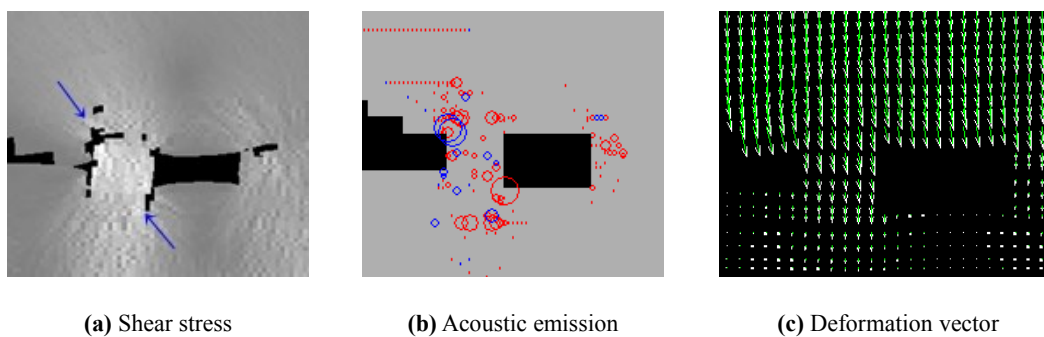 (a) Shear stress
(b) Acoustic emission
(c) Deformation vector